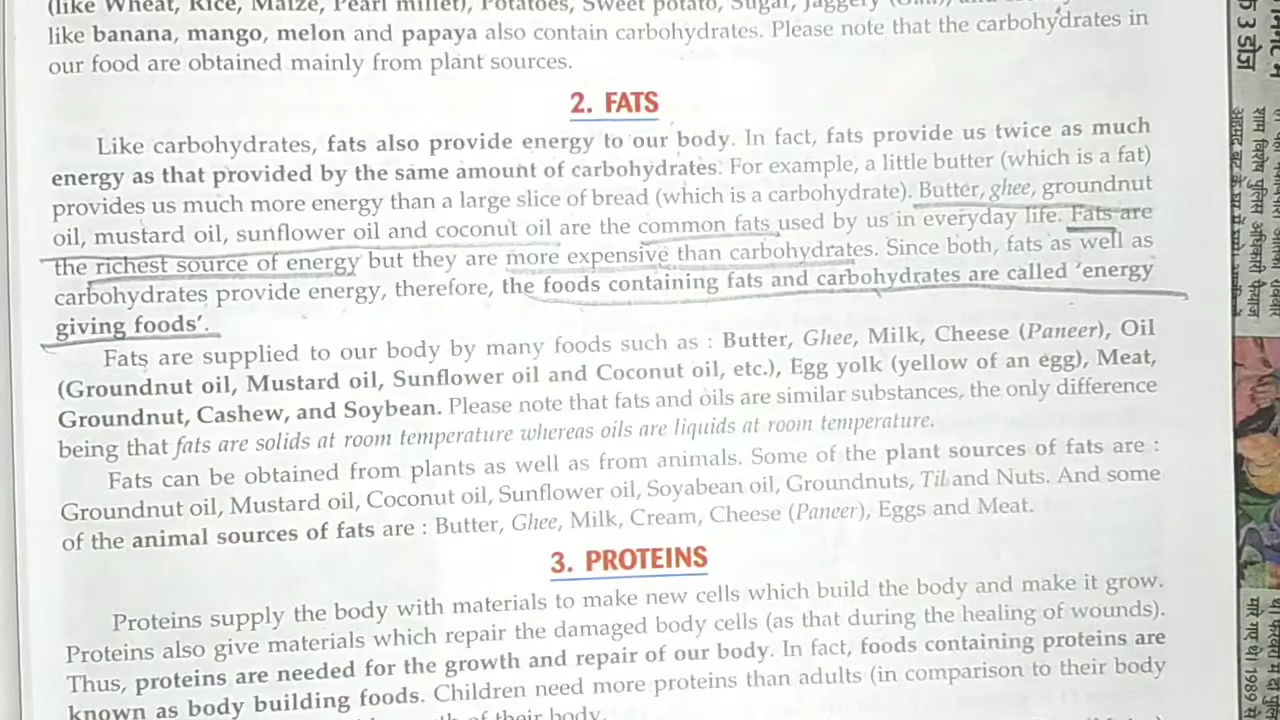 (like Wheat, Rice, Maize, Pearl millet), Potatoes, Sweet potato, Sugar, Jaggery
like banana, mango, melon and papaya also contain carbohydrates. Please note that the carbohydrates in
our food are obtained mainly from plant sources.
2. FATS
Like carbohydrates, fats also provide energy to our body. In fact, fats provide us twice as much
energy as that provided by the same amount of carbohydrates. For example, a little butter (which is a fat)
provides us much more energy than a large slice of bread (which is a carbohydrate). Butter, ghee, groundnut
oil, mustard oil, sunflower oil and coconut oil are the common fats used by us in everyday life. Fats are
the richest source of energy but they are more expensive than carbohydrates. Since both, fats as well as
carbohydrates provide energy, therefore, the foods containing fats and carbohydrates are called 'energy
giving foods'.
Fats are supplied to our body by many foods such as : Butter, Ghee, Milk, Cheese (Paneer), Oil
(Groundnut oil, Mustard oil, Sunflower oil and Coconut oil, etc.), Egg yolk (yellow of an egg), Meat,
Groundnut, Cashew, and Soybean. Please note that fats and oils are similar substances, the only difference
being that fats are solids at room temperature whereas oils are liquids at room temperature.
Fats can be obtained from plants as well as from animals. Some of the plant sources of fats are :
Groundnut oil, Mustard oil, Coconut oil, Sunflower oil, Soyabean oil, Groundnuts, Til and Nuts. And some
of the animal sources of fats are : Butter, Ghee, Milk, Cream, Cheese (Paneer), Eggs and Meat.
3. PROTEINS
Proteins supply the body with materials to make new cells which build the body and make it grow.
Proteins also give materials which repair the damaged body cells (as that during the healing of wounds).
Thus, proteins are needed for the growth and repair of our body. In fact, foods containing proteins are
known as body building foods. Children need more proteins than adults (in comparison to their body
of their body.